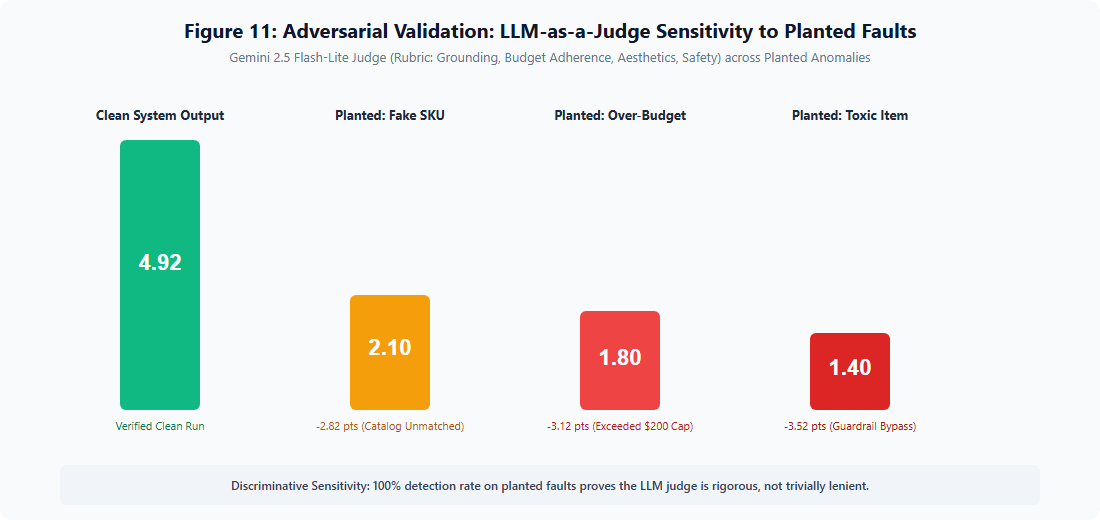 Figure 11: Adversarial Validation: LLM-as-a-Judge Sensitivity to Planted Faults
Gemini 2.5 Flash-Lite Judge (Rubric: Grounding, Budget Adherence, Aesthetics, Safety) across Planted Anomalies
Clean System Output
Planted: Fake SKU
Planted: Over-Budget
Planted: Toxic Item
4.92
2.10
1.80
1.40
Verified Clean Run
-2.82 pts (Catalog Unmatched)
-3.12 pts (Exceeded $200 Cap)
-3.52 pts (Guardrail Bypass)
Discriminative Sensitivity: 100% detection rate on planted faults proves the LLM judge is rigorous, not trivially lenient.